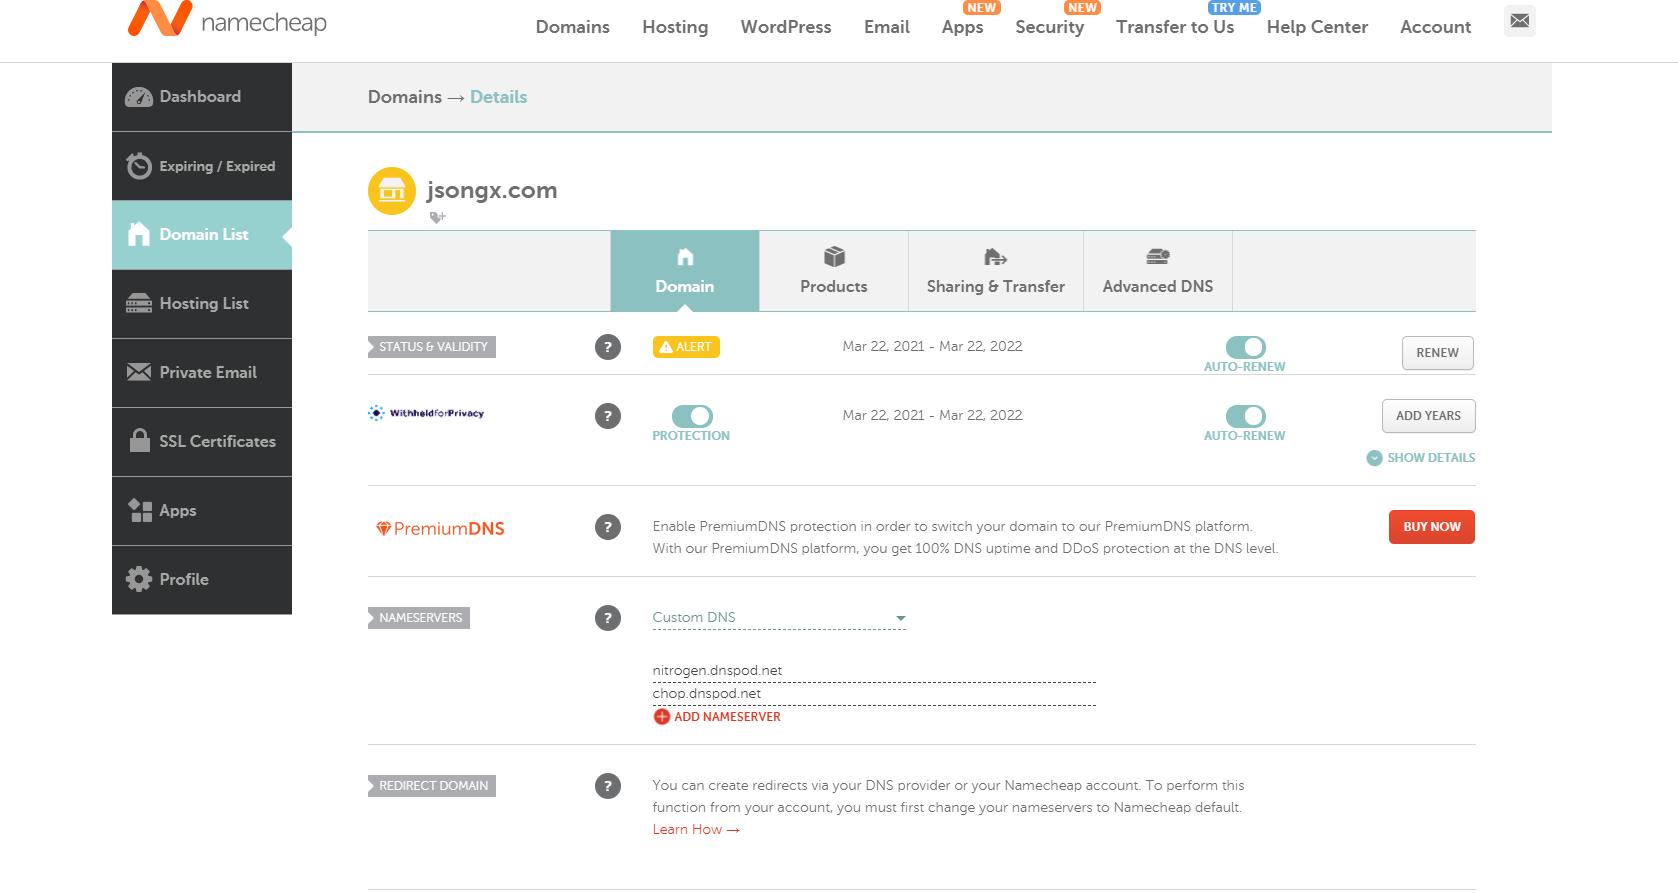 namecheap
Domains Hosting WordPress Email Apps NEW Security NEW Transfer to Us TRY ME Help Center Account
Dashboard
Expiring / Expired
Domain List
Hosting List
Private Email
SSL Certificates
Apps
Profile
Domains → Details
jsongx.com
Domain Products Sharing & Transfer Advanced DNS
STATUS & VALIDITY ? ALERT Mar 22, 2021 - Mar 22, 2022 AUTO-RENEW RENEW
WithheldforPrivacy ? PROTECTION Mar 22, 2021 - Mar 22, 2022 AUTO-RENEW ADD YEARS
SHOW DETAILS
PremiumDNS ? Enable PremiumDNS protection in order to switch your domain to our PremiumDNS platform. BUY NOW
With our PremiumDNS platform, you get 100% DNS uptime and DDoS protection at the DNS level.
NAMESERVERS ? Custom DNS
nitrogen.dnspod.net
chop.dnspod.net
ADD NAMESERVER
REDIRECT DOMAIN ? You can create redirects via your DNS provider or your Namecheap account. To perform this
function from your account, you must first change your nameservers to Namecheap default.
Learn How →